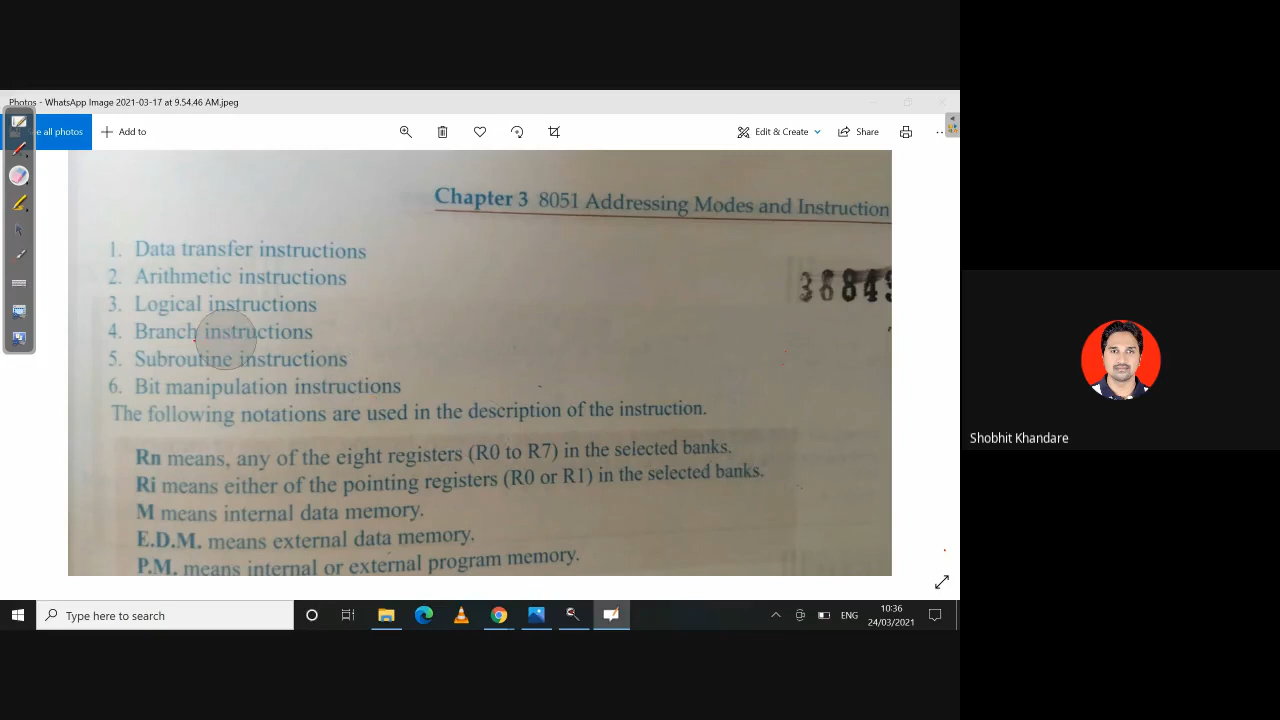 Photos - WhatsApp Image 2021-03-17 at 9.54.46 AM.jpeg
all photos
Add to
Edit & Create
Share
Chapter 3 8051 Addressing Modes and Instruction
1. Data transfer instructions
2. Arithmetic instructions
3. Logical instructions
4. Branch instructions
5. Subroutine instructions
6. Bit manipulation instructions
The following notations are used in the description of the instruction.
Rn means, any of the eight registers (R0 to R7) in the selected banks.
Ri means either of the pointing registers (R0 or R1) in the selected banks.
M means internal data memory.
E.D.M. means external data memory.
P.M. means internal or external program memory.
Shobhit Khandare
Type here to search
ENG
10:36
24/03/2021